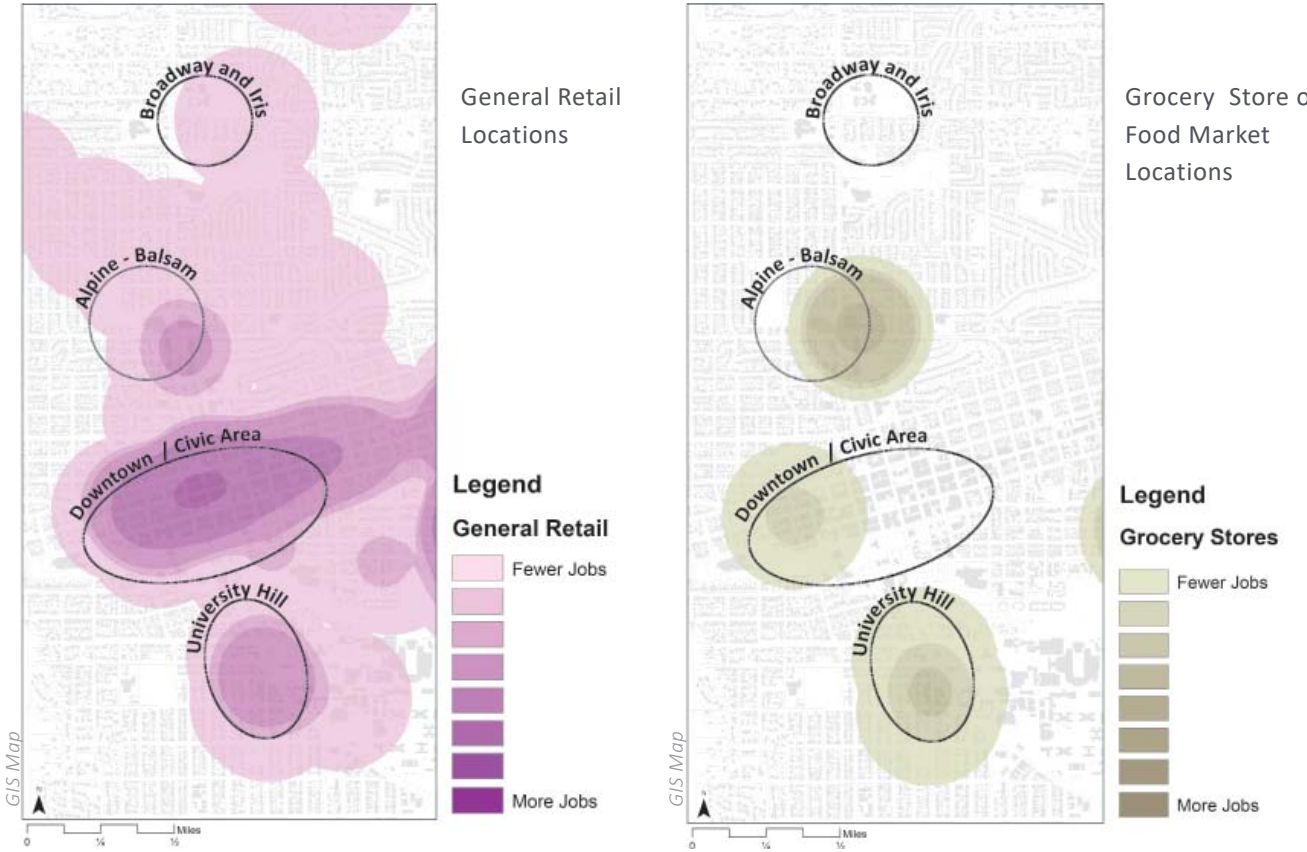 Broadway and Iris
General Retail
Locations
Alpine - Balsam
Downtown / Civic Area
University Hill
Legend
General Retail
Fewer Jobs
More Jobs
GIS Map
N
0 ¼ ½ Miles
Broadway and Iris
Grocery Store o
Food Market
Locations
Alpine - Balsam
Downtown / Civic Area
University Hill
Legend
Grocery Stores
Fewer Jobs
More Jobs
GIS Map
N
0 ¼ ½ Miles